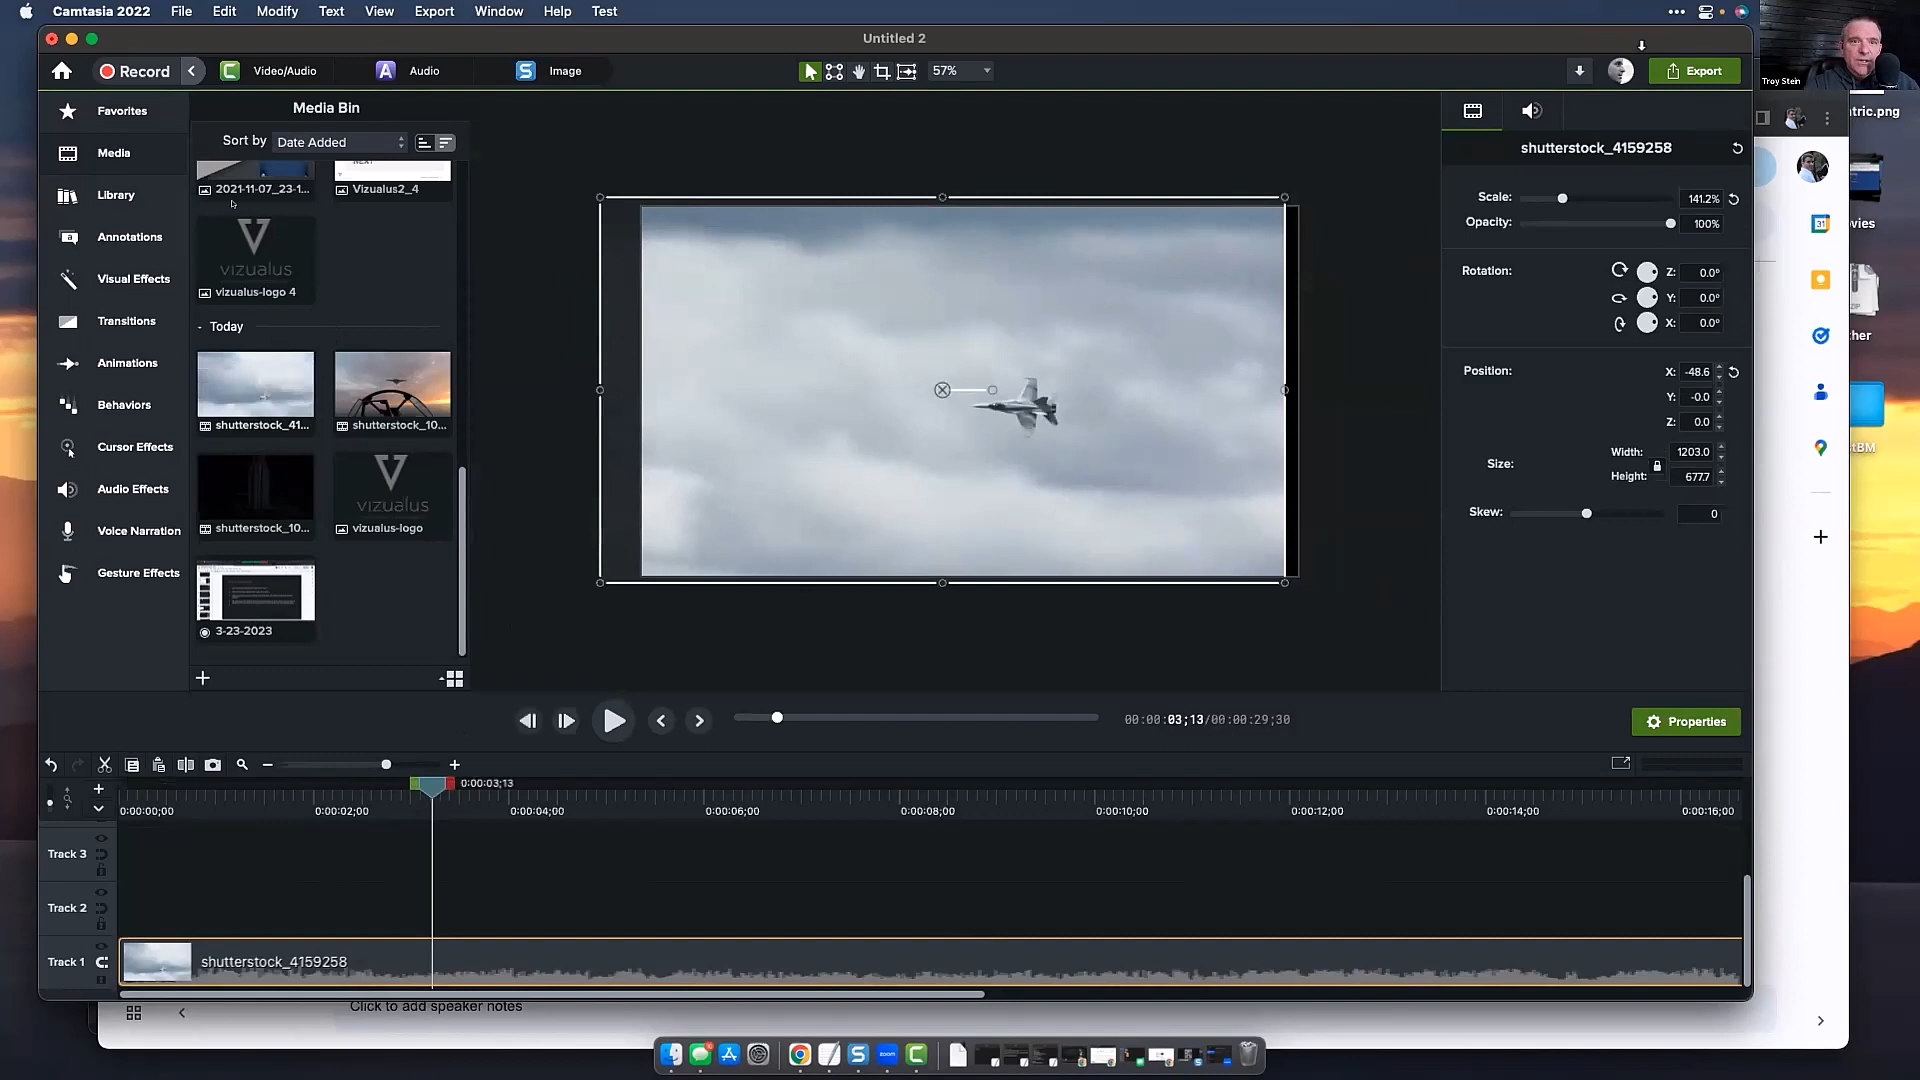 Camtasia 2022 File Edit Modify Text View Export Window Help Test
Untitled 2
Record Video/Audio Audio Image 57% Export
Troy Stein
tric.png
Favorites
Media
Library
Annotations
Visual Effects
Transitions
Animations
Behaviors
Cursor Effects
Audio Effects
Voice Narration
Gesture Effects
Media Bin
Sort by Date Added
NEXT
2021-11-07_23-1... Vizualus2_4
vizualus
vizualus-logo 4
- Today
shutterstock_41... shutterstock_10...
vizualus
shutterstock_10... vizualus-logo
3-23-2023
shutterstock_4159258
Scale: 141.2%
Opacity: 100%
Rotation: Z: 0.0°
Y: 0.0°
X: 0.0°
Position: X: -48.6
Y: -0.0
Z: 0.0
Size: Width: 1203.0
Height: 677.7
Skew: 0
31
vies
ZIP
ther
tBM
00:00:03;13/00:00:29;30
Properties
0:00:03;13
0:00:00;00 0:00:02;00 0:00:04;00 0:00:06;00 0:00:08;00 0:00:10;00 0:00:12;00 0:00:14;00 0:00:16;00
Track 3
Track 2
Track 1 shutterstock_4159258
Click to add speaker notes
zoom